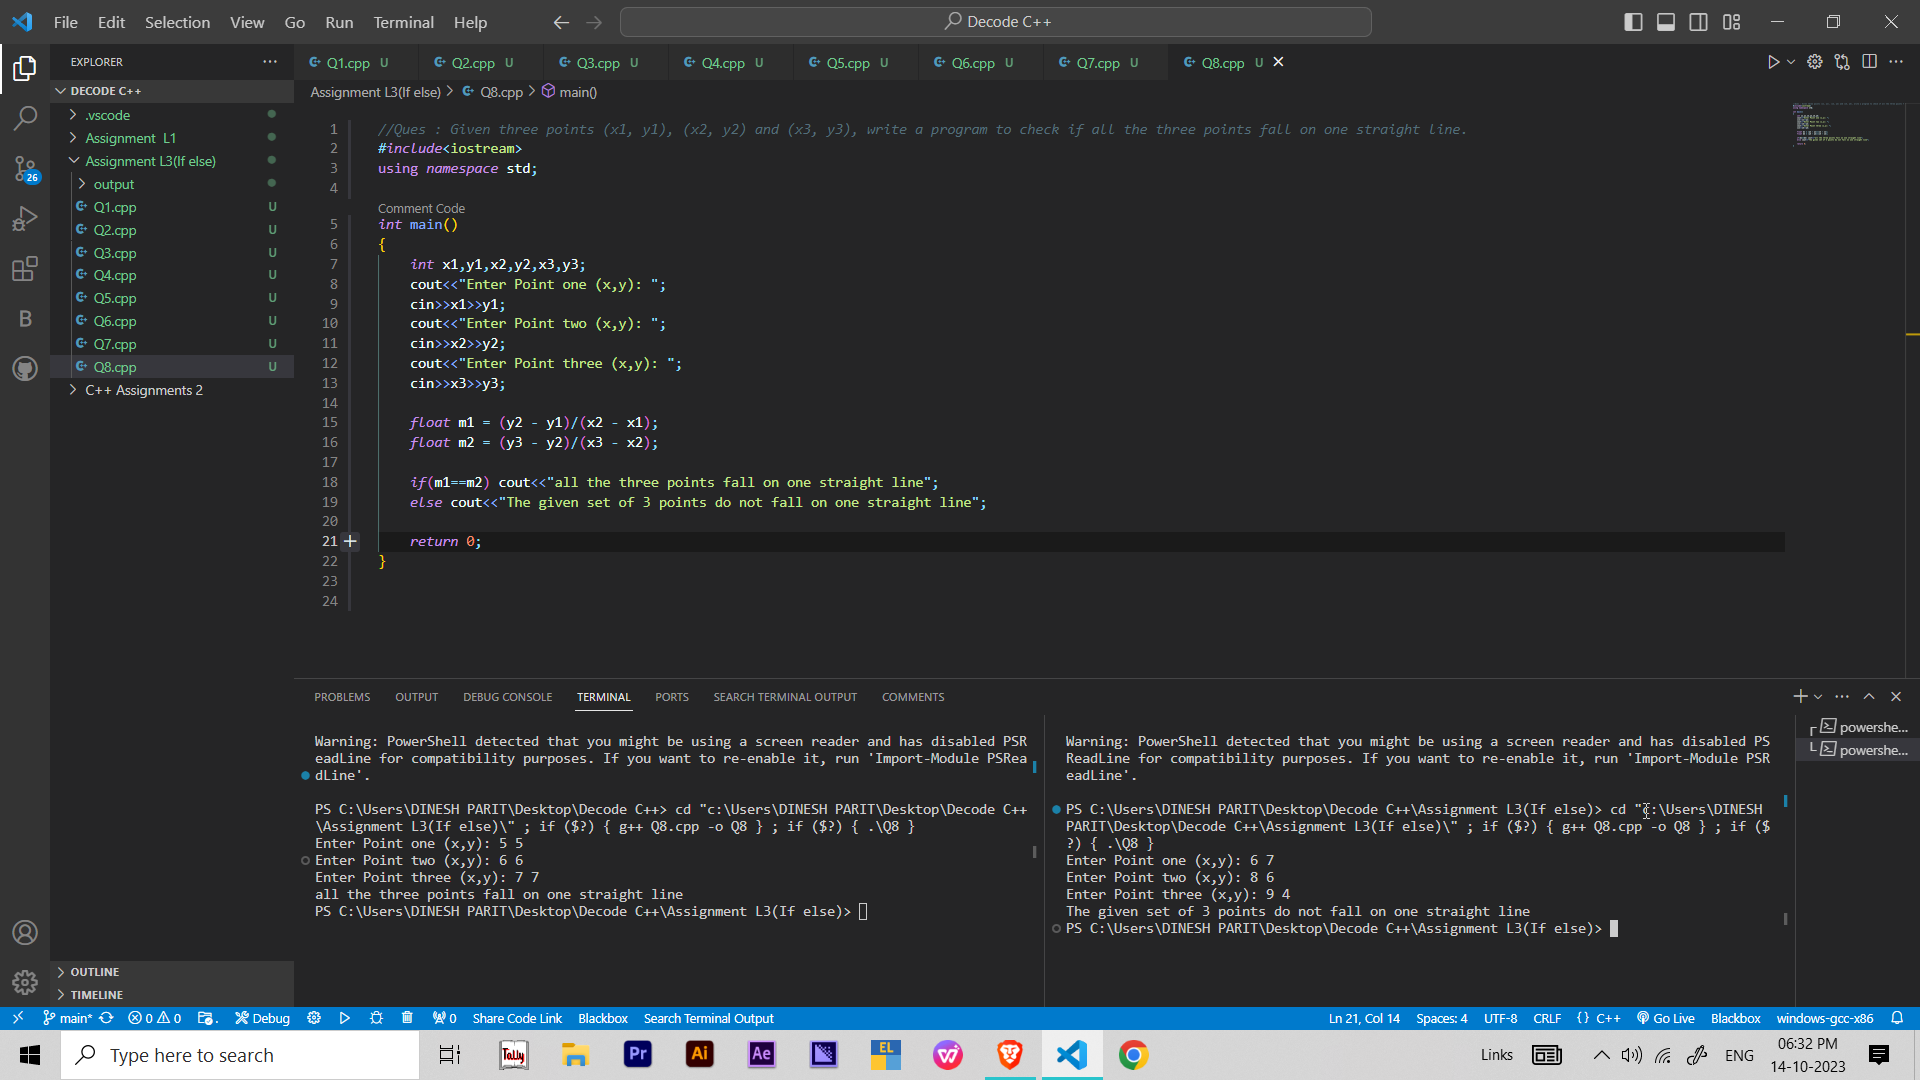 File Edit Selection View Go Run Terminal Help
Decode C++
EXPLORER
DECODE C++
.vscode
Assignment L1
Assignment L3(If else)
output
Q1.cpp U
Q2.cpp U
Q3.cpp U
Q4.cpp U
Q5.cpp U
Q6.cpp U
Q7.cpp U
Q8.cpp U
C++ Assignments 2
OUTLINE
TIMELINE
26
B
Q1.cpp U Q2.cpp U Q3.cpp U Q4.cpp U Q5.cpp U Q6.cpp U Q7.cpp U Q8.cpp U
Assignment L3(If else) > Q8.cpp > main()
1 //Ques : Given three points (x1, y1), (x2, y2) and (x3, y3), write a program to check if all the three points fall on one straight line.
2 #include<iostream>
3 using namespace std;
4
Comment Code
5 int main()
6 {
7 int x1,y1,x2,y2,x3,y3;
8 cout<<"Enter Point one (x,y): ";
9 cin>>x1>>y1;
10 cout<<"Enter Point two (x,y): ";
11 cin>>x2>>y2;
12 cout<<"Enter Point three (x,y): ";
13 cin>>x3>>y3;
14
15 float m1 = (y2 - y1)/(x2 - x1);
16 float m2 = (y3 - y2)/(x3 - x2);
17
18 if(m1==m2) cout<<"all the three points fall on one straight line";
19 else cout<<"The given set of 3 points do not fall on one straight line";
20
21 return 0;
22 }
23
24
PROBLEMS OUTPUT DEBUG CONSOLE TERMINAL PORTS SEARCH TERMINAL OUTPUT COMMENTS
Warning: PowerShell detected that you might be using a screen reader and has disabled PSR
eadLine for compatibility purposes. If you want to re-enable it, run 'Import-Module PSRea
dLine'.
PS C:\Users\DINESH PARIT\Desktop\Decode C++> cd "c:\Users\DINESH PARIT\Desktop\Decode C++
\Assignment L3(If else)\" ; if ($?) { g++ Q8.cpp -o Q8 } ; if ($?) { .\Q8 }
Enter Point one (x,y): 5 5
Enter Point two (x,y): 6 6
Enter Point three (x,y): 7 7
all the three points fall on one straight line
PS C:\Users\DINESH PARIT\Desktop\Decode C++\Assignment L3(If else)>
Warning: PowerShell detected that you might be using a screen reader and has disabled PS
ReadLine for compatibility purposes. If you want to re-enable it, run 'Import-Module PSR
eadLine'.
PS C:\Users\DINESH PARIT\Desktop\Decode C++\Assignment L3(If else)> cd "c:\Users\DINESH
PARIT\Desktop\Decode C++\Assignment L3(If else)\" ; if ($?) { g++ Q8.cpp -o Q8 } ; if ($
?) { .\Q8 }
Enter Point one (x,y): 6 7
Enter Point two (x,y): 8 6
Enter Point three (x,y): 9 4
The given set of 3 points do not fall on one straight line
PS C:\Users\DINESH PARIT\Desktop\Decode C++\Assignment L3(If else)>
powershe...
powershe...
main* 0 0 Debug 0 Share Code Link Blackbox Search Terminal Output Ln 21, Col 14 Spaces: 4 UTF-8 CRLF {} C++ Go Live Blackbox windows-gcc-x86
Type here to search Tally Pr Ai Ae EL Links ENG 06:32 PM
14-10-2023